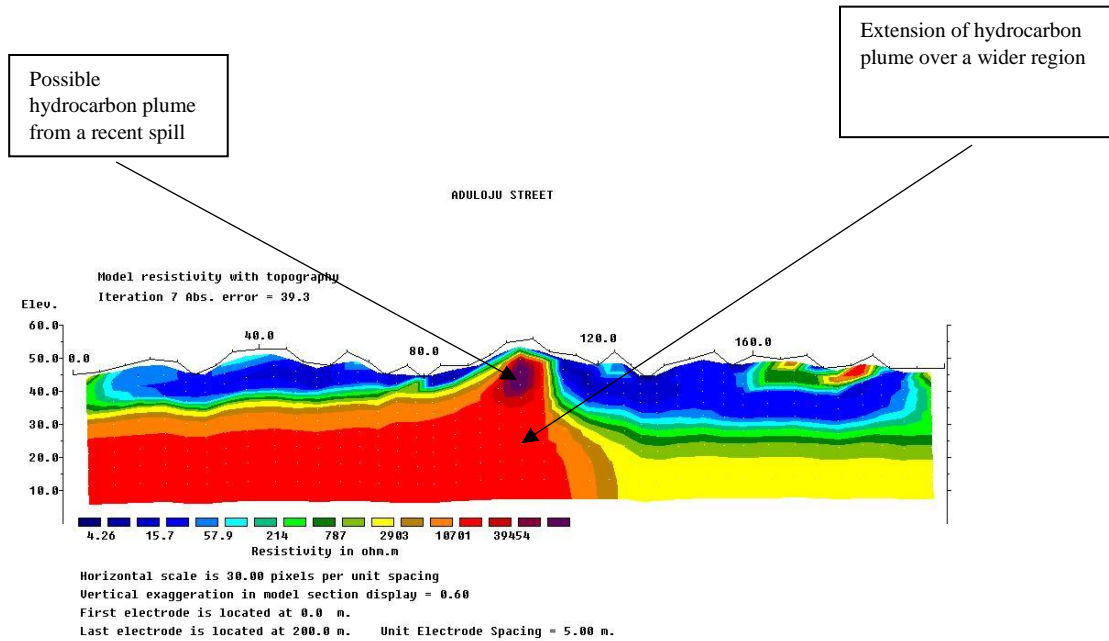 Possible
hydrocarbon plume
from a recent spill
Extension of hydrocarbon
plume over a wider region
ADULOJU STREET
Model resistivity with topography
Iteration 7 Abs. error = 39.3
Elev.
60.0
50.0
40.0
30.0
20.0
10.0
0.0
40.0
80.0
120.0
160.0
4.26 15.7 57.9 214 787 2903 10701 39454
Resistivity in ohm.m
Horizontal scale is 30.00 pixels per unit spacing
Vertical exaggeration in model section display = 0.60
First electrode is located at 0.0 m.
Last electrode is located at 200.0 m. Unit Electrode Spacing = 5.00 m.